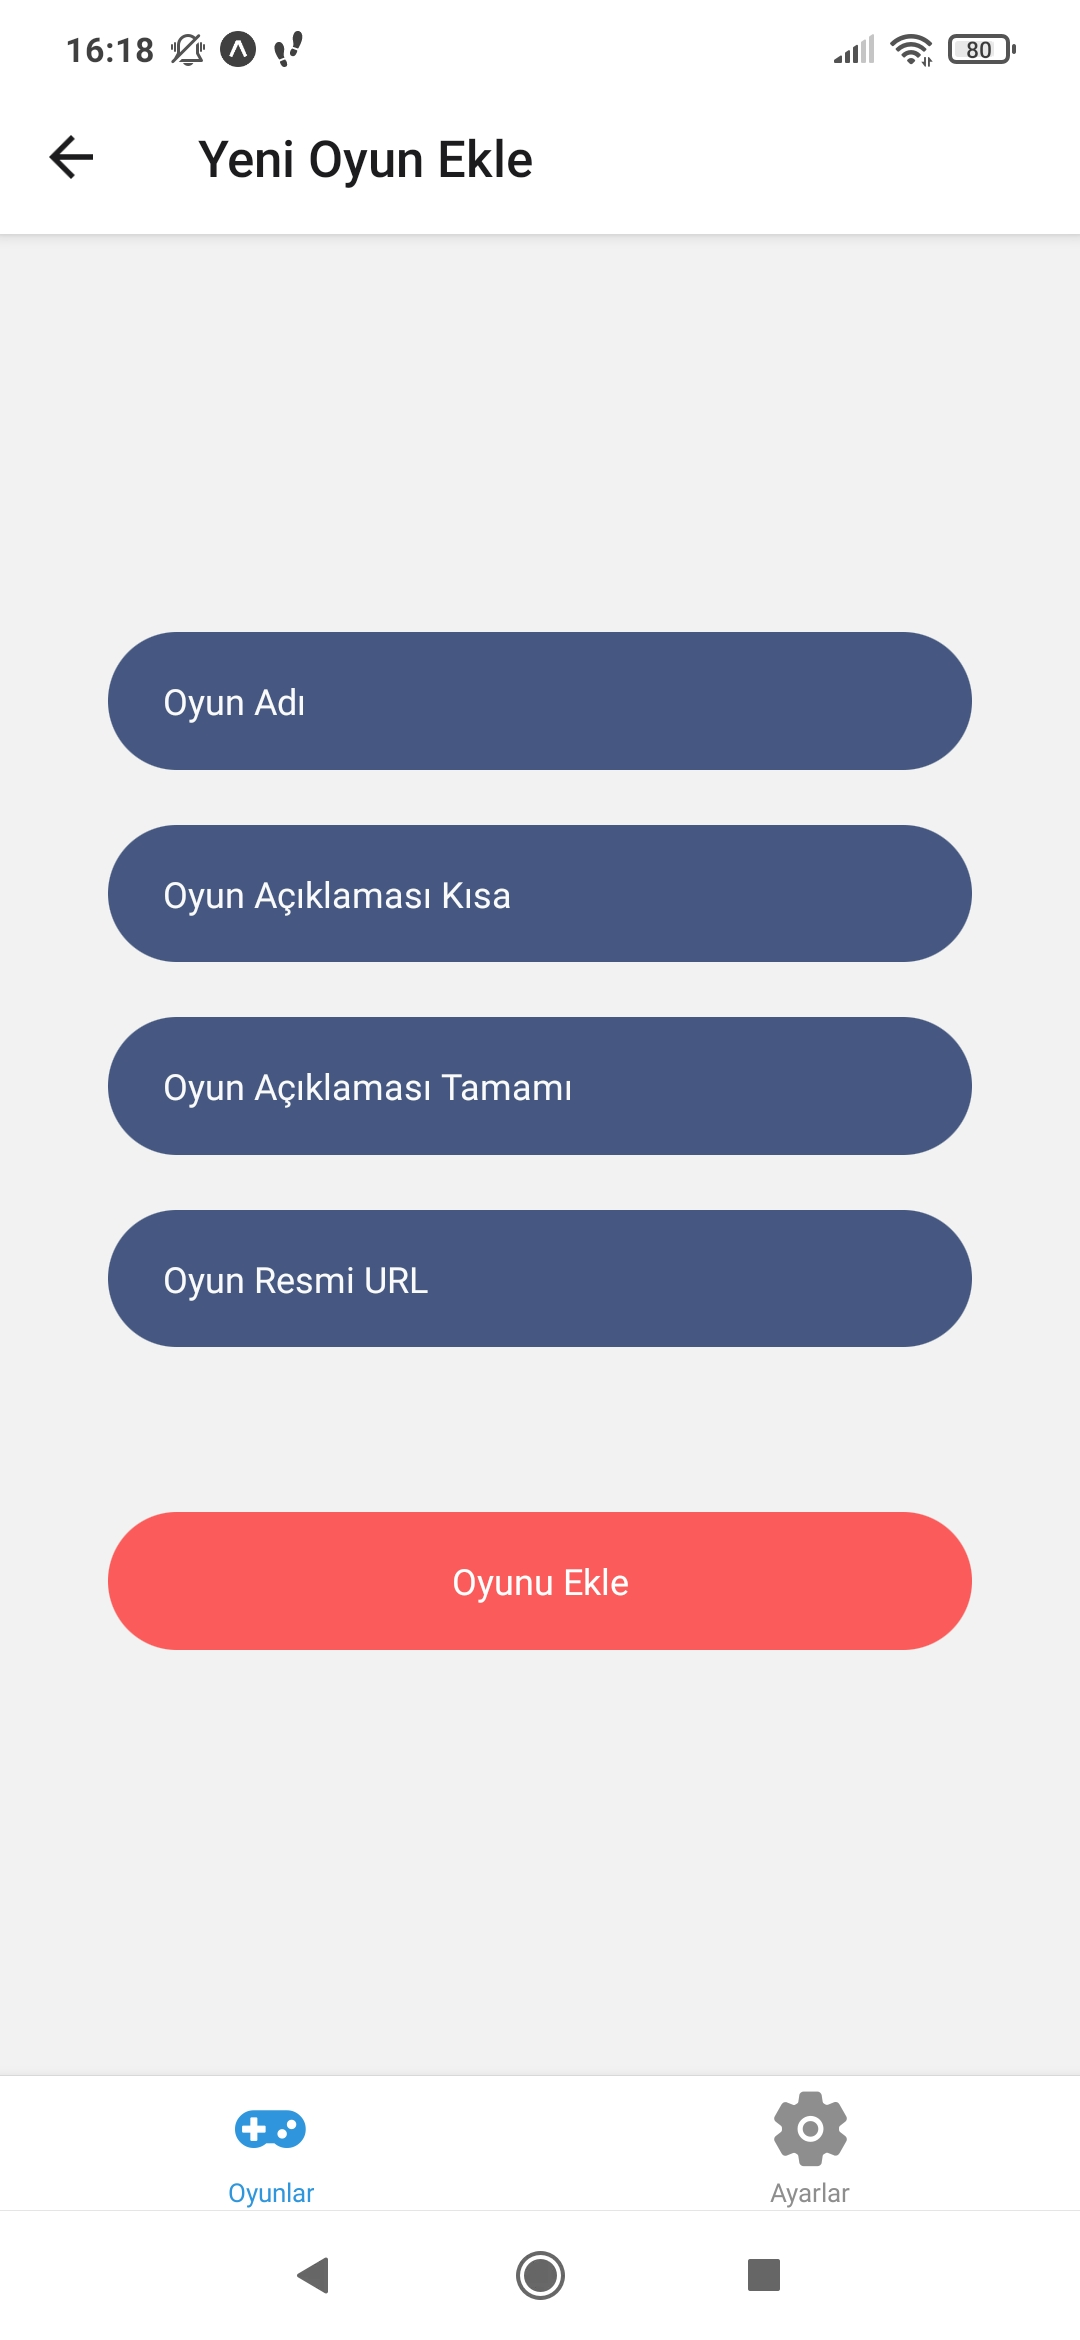 16:18
80
Yeni Oyun Ekle
Oyun Adı
Oyun Açıklaması Kısa
Oyun Açıklaması Tamamı
Oyun Resmi URL
Oyunu Ekle
Oyunlar
Ayarlar